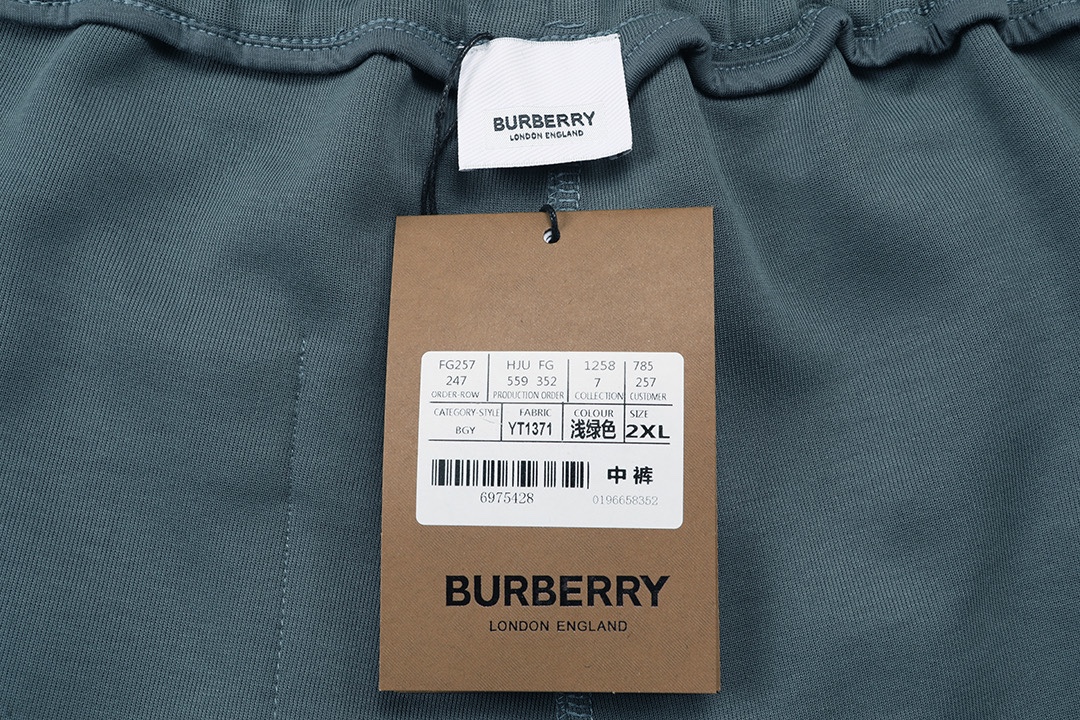 BURBERRY
LONDON ENGLAND
FG257 HJU FG 1258 785
247 559 352 7 257
ORDER-ROW PRODUCTION ORDER COLLECTION CUSTOMER
CATEGORY-STYLE FABRIC COLOUR SIZE
BGY YT1371 浅绿色 2XL
中裤
6975428 0196658352
BURBERRY
LONDON ENGLAND